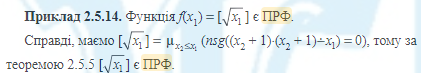 Приклад 2.5.14. Функція f(x₁) = [√x₁] є ПРФ.
Справді, маємо [√x₁] = μ_{x₂≤x₁} (nsg((x₂ + 1)·(x₂ + 1)÷x₁) = 0), тому за
теоремою 2.5.5 [√x₁] є ПРФ.